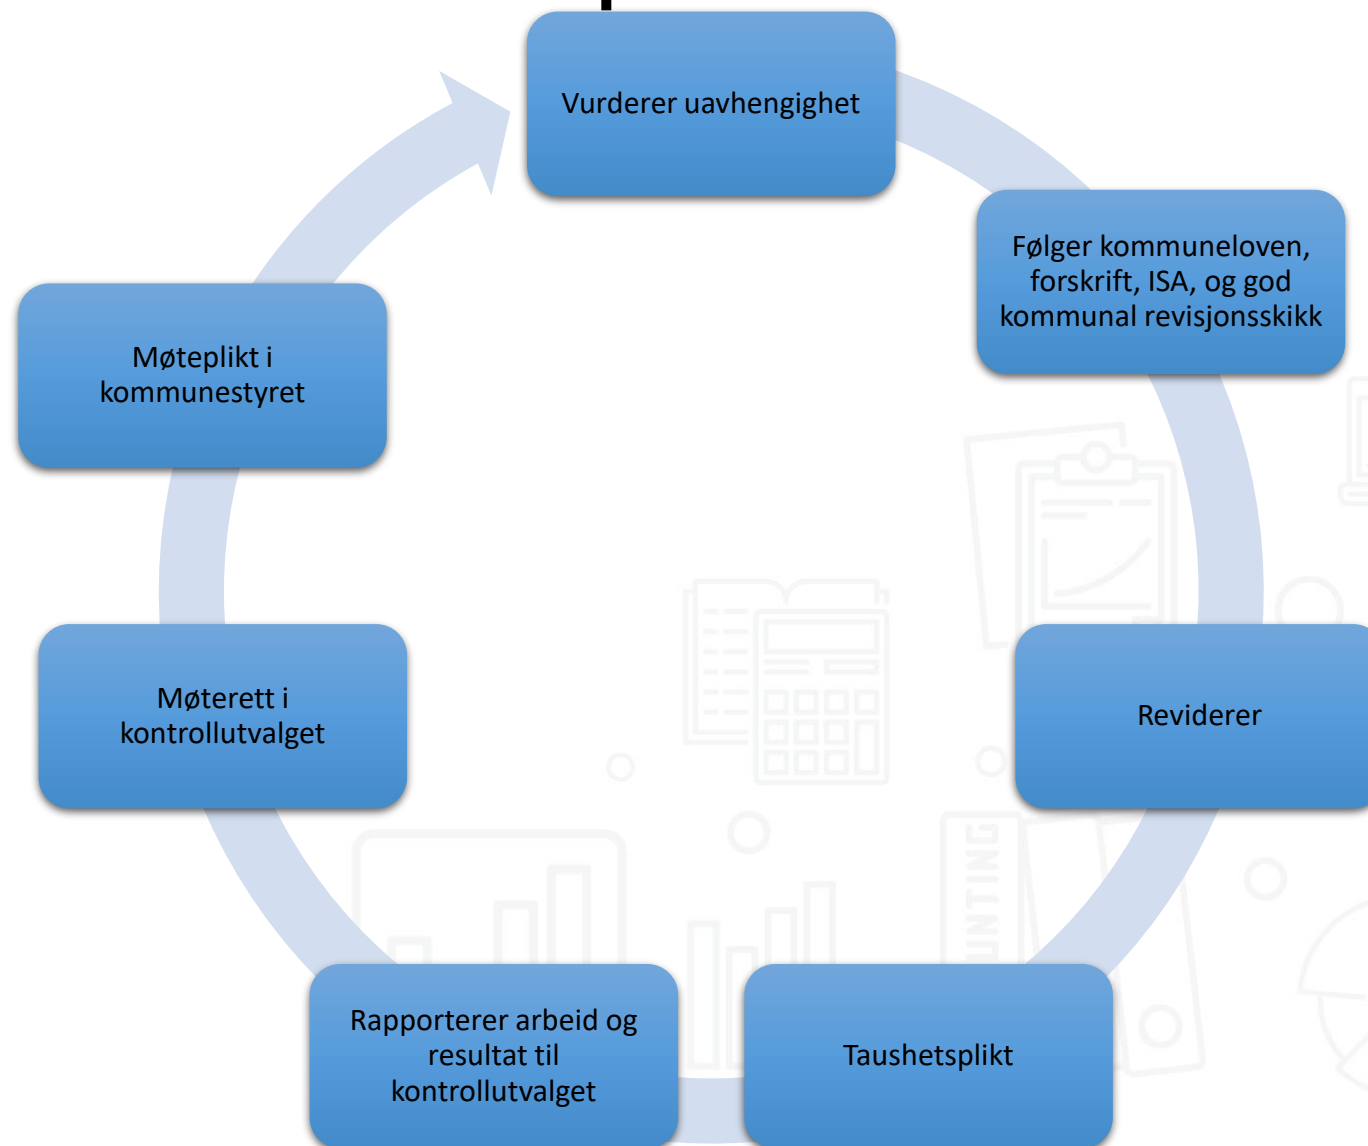 Vurderer uavhengighet
Følger kommuneloven,
forskrift, ISA, og god
kommunal revisjonsskikk
Reviderer
Taushetsplikt
Rapporterer arbeid og
resultat til
kontrollutvalget
Møterett i
kontrollutvalget
Møteplikt i
kommunestyret
UNTING